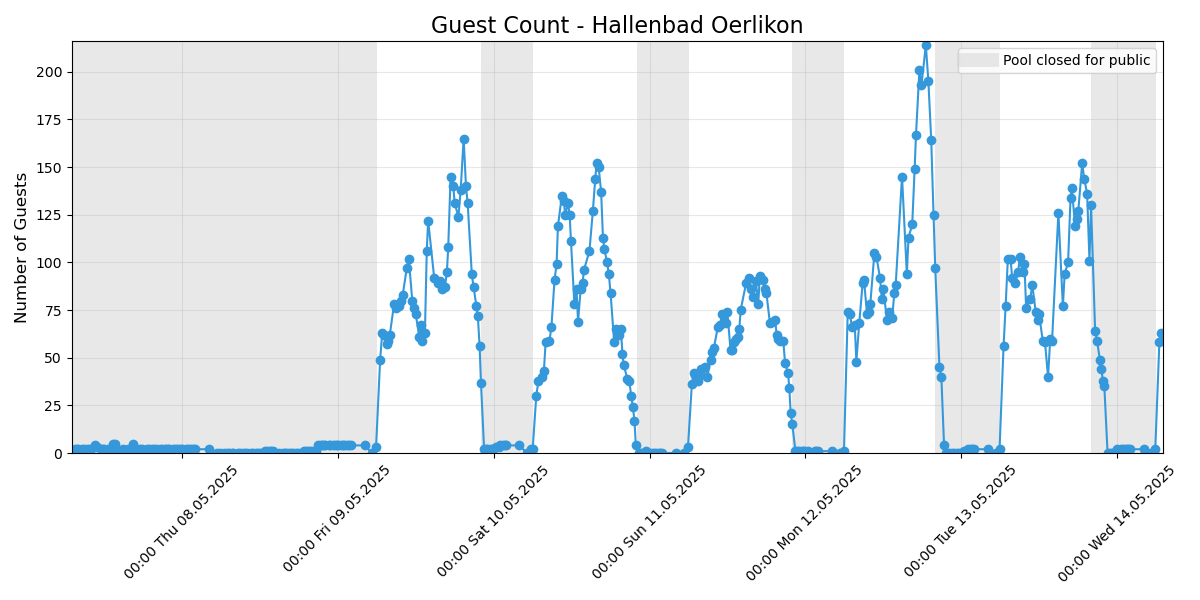 Guest Count - Hallenbad Oerlikon
Pool closed for public
Number of Guests
200
175
150
125
100
75
50
25
0
00:00 Thu 08.05.2025
00:00 Fri 09.05.2025
00:00 Sat 10.05.2025
00:00 Sun 11.05.2025
00:00 Mon 12.05.2025
00:00 Tue 13.05.2025
00:00 Wed 14.05.2025